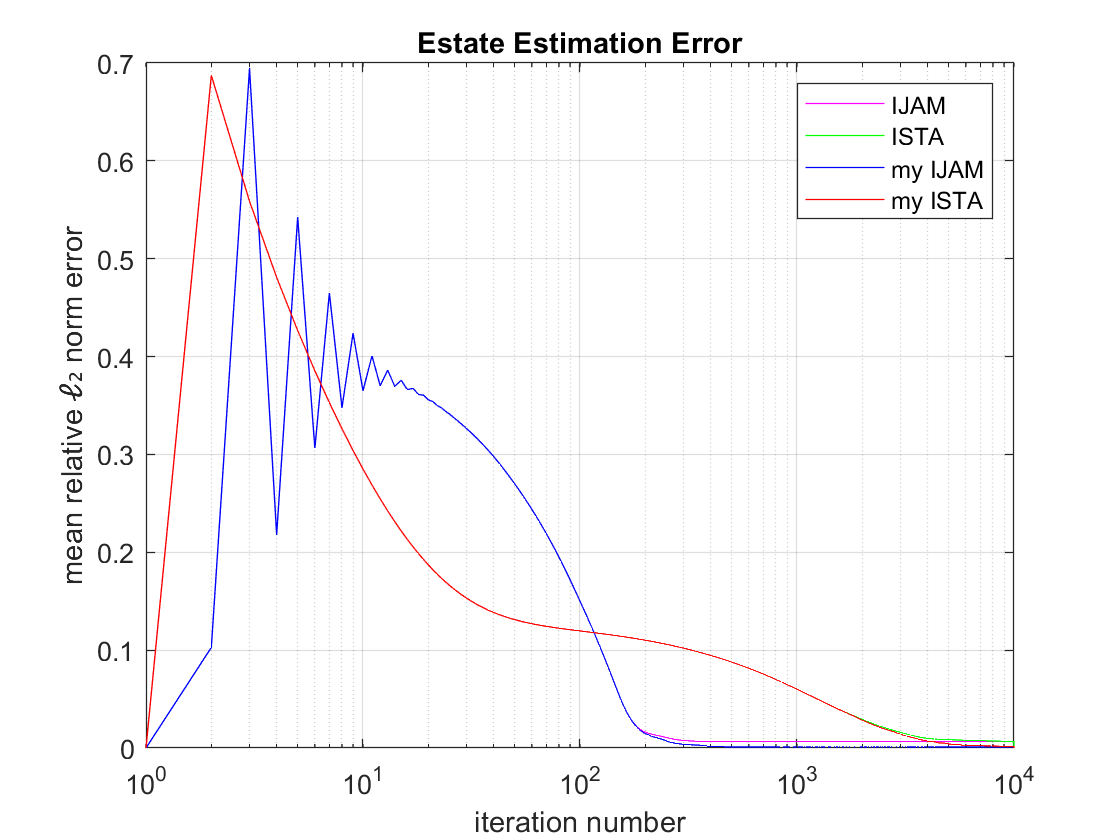 Estate Estimation Error
mean relative ℓ₂ norm error
0.7
0.6
0.5
0.4
0.3
0.2
0.1
0
IJAM
ISTA
my IJAM
my ISTA
10⁰ 10¹ 10² 10³ 10⁴
iteration number